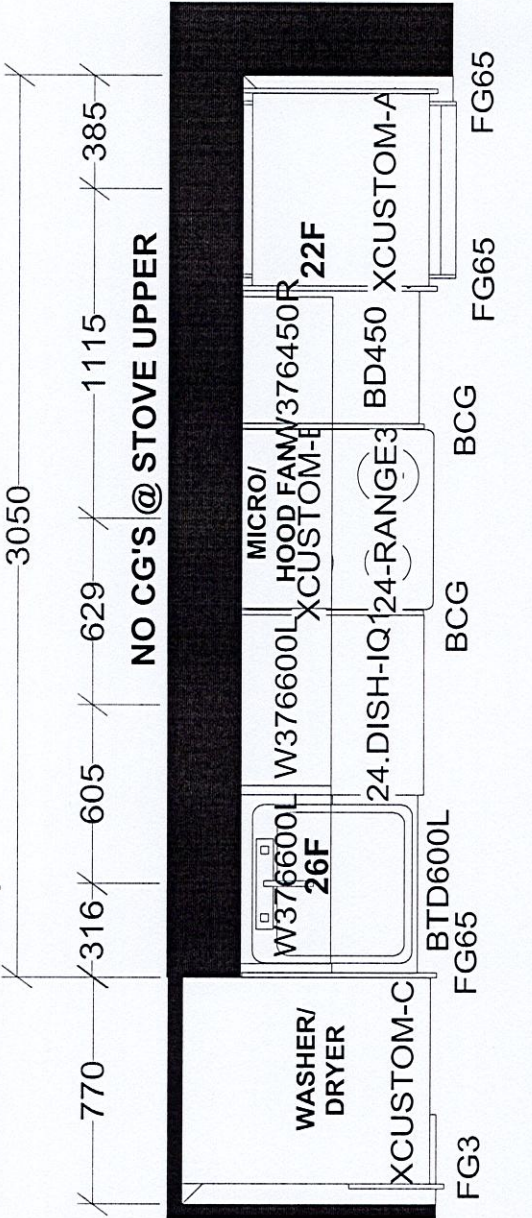 3050
770
316
605
629
1115
385
NO CG'S @ STOVE UPPER
WASHER/
DRYER
XCUSTOM-C
W376600L
26F
BTD600L
W376600L
24.DISH-IQ1
MICRO/
HOOD FAN
XCUSTOM-B
24-RANGE3
W376450R
BD450
22F
XCUSTOM-A
FG3
FG65
BCG
BCG
FG65
FG65